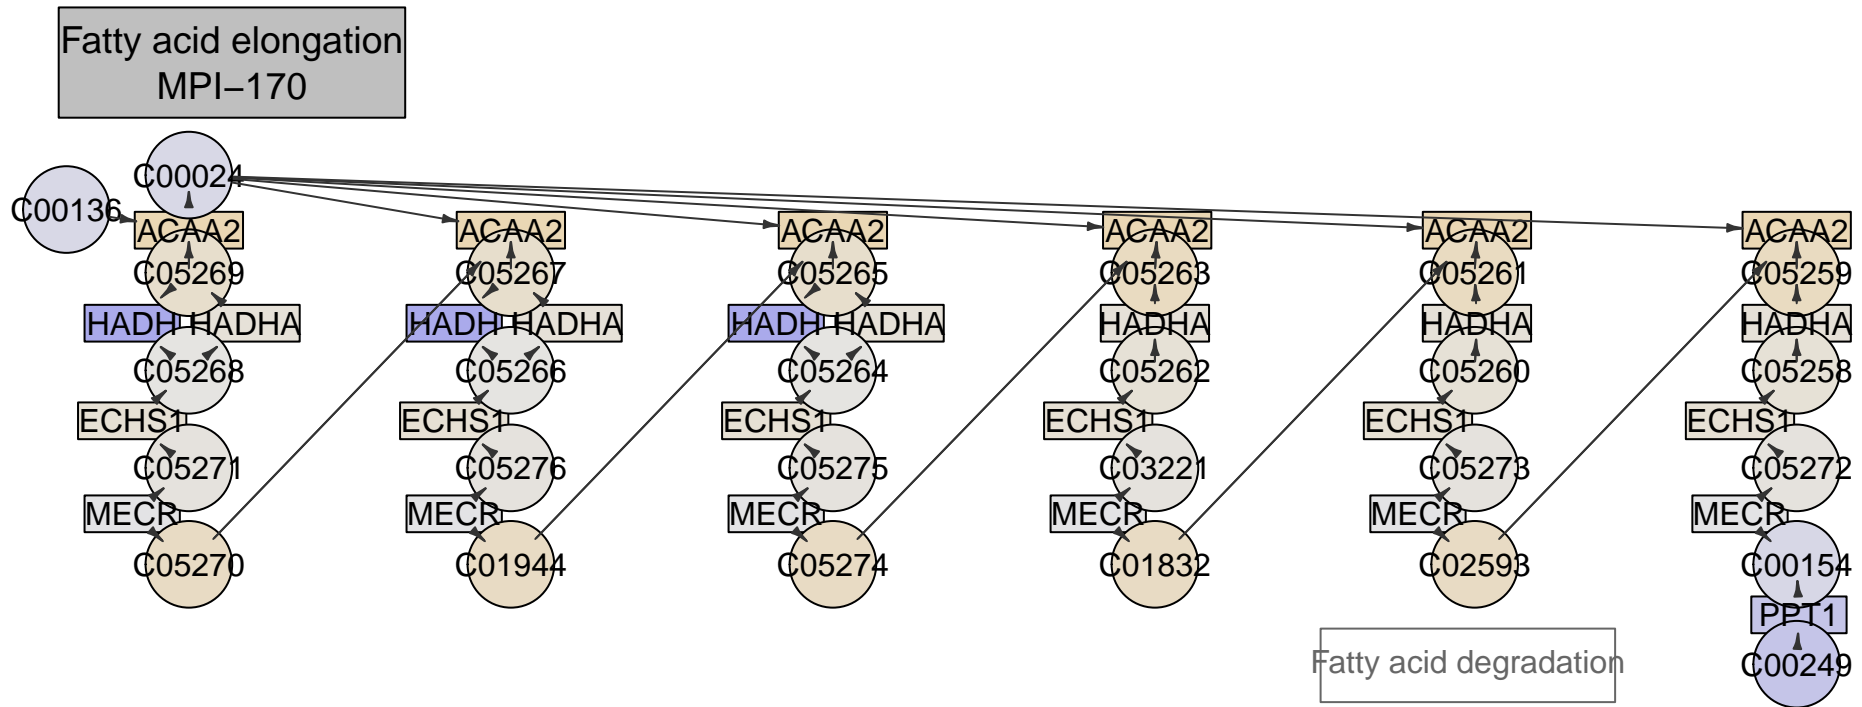 Fatty acid elongation
MPI−170
C00024
C00136
ACAA2 ACAA2 ACAA2 ACAA2 ACAA2 ACAA2
C05269 C05267 C05265 C05263 C05261 C05259
HADH HADHA HADH HADHA HADH HADHA HADHA HADHA HADHA
C05268 C05266 C05264 C05262 C05260 C05258
ECHS1 ECHS1 ECHS1 ECHS1 ECHS1 ECHS1
C05271 C05276 C05275 C03221 C05273 C05272
MECR MECR MECR MECR MECR MECR
C05270 C01944 C05274 C01832 C02593 C00154
PPT1
Fatty acid degradation
C00249